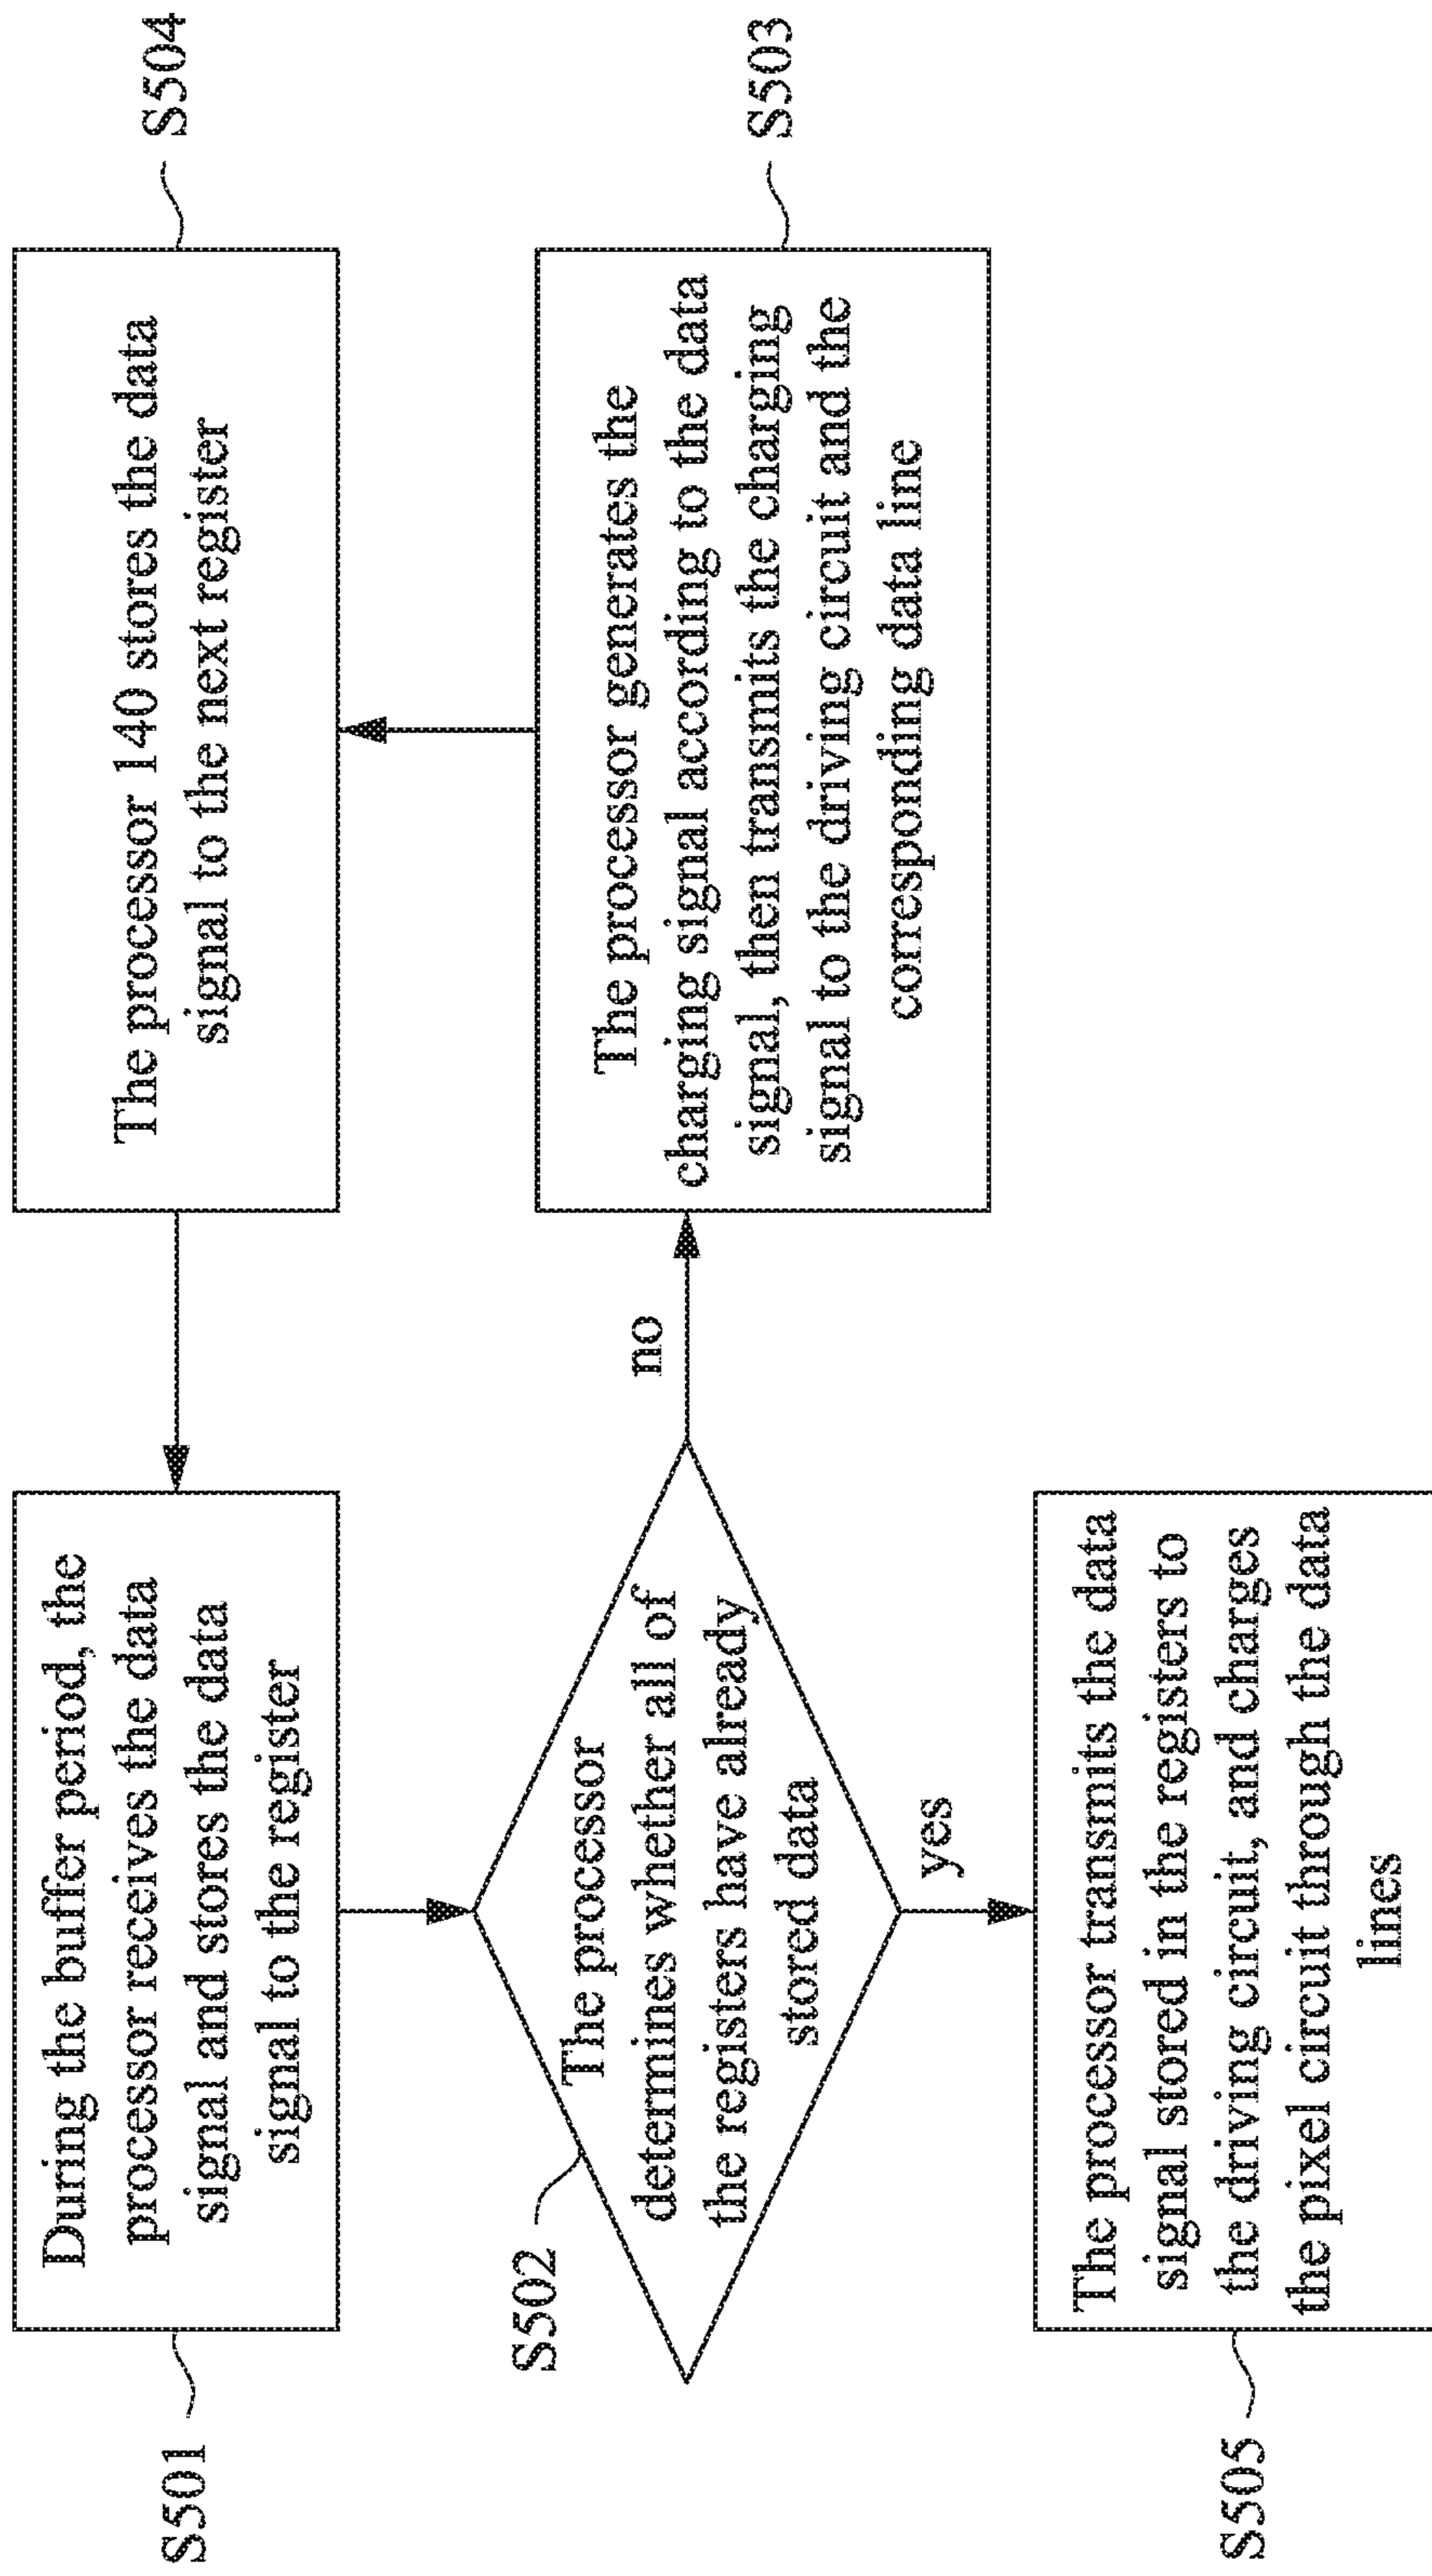 S501
During the buffer period, the
processor receives the data
signal and stores the data
signal to the register
The processor 140 stores the data
signal to the next register
S504
S502
The processor
determines whether all of
the registers have already
stored data
no
The processor generates the
charging signal according to the data
signal, then transmits the charging
signal to the driving circuit and the
corresponding data line
S503
yes
S505
The processor transmits the data
signal stored in the registers to
the driving circuit, and charges
the pixel circuit through the data
lines